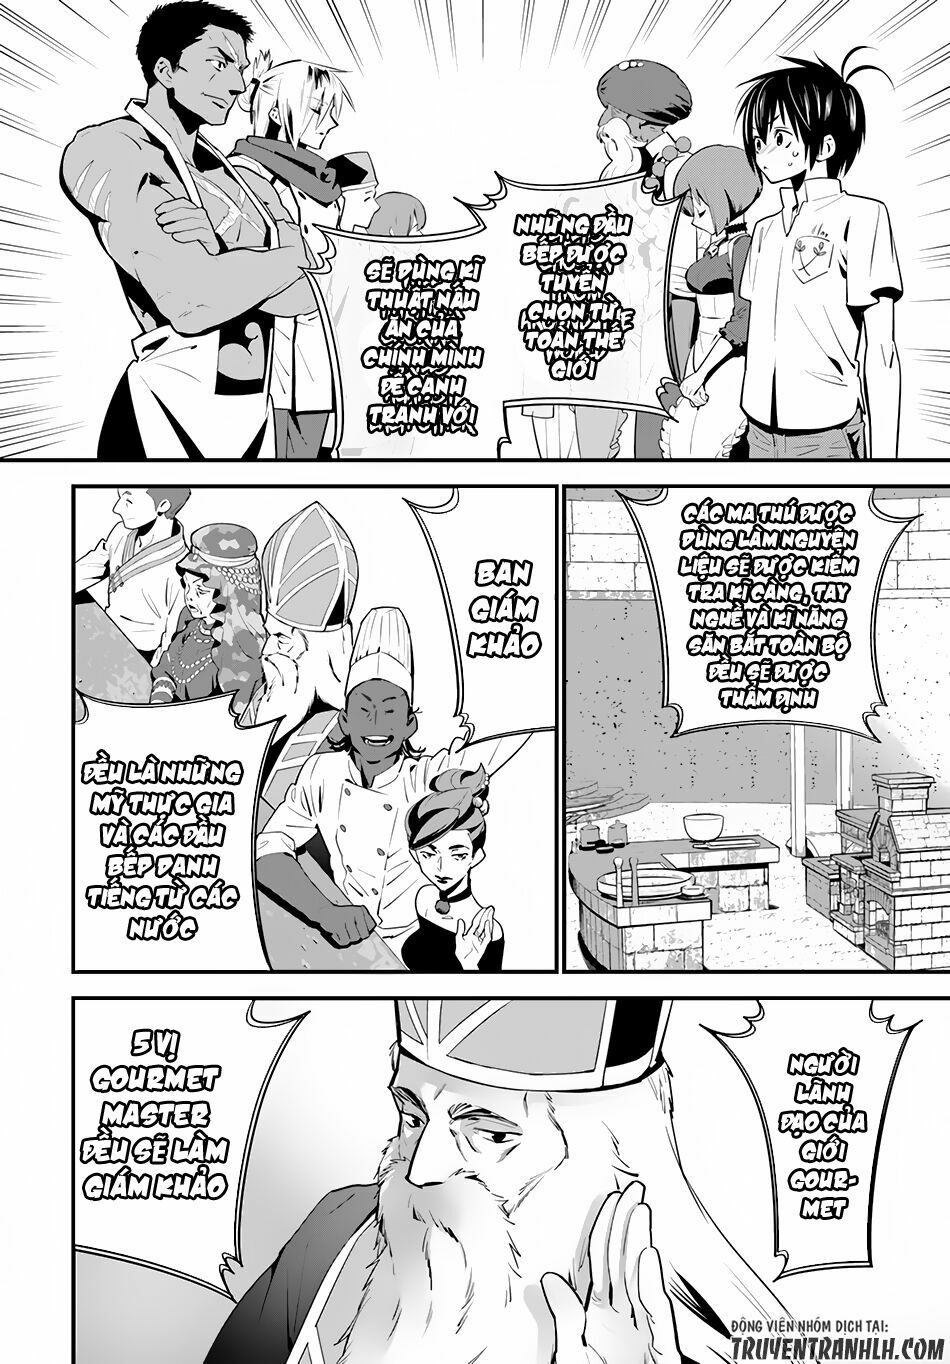 NHỮNG ĐẦU
BẾP ĐƯỢC
TUYỂN
CHỌN TỪ
TOÀN THẾ
GIỚI
SẼ DÙNG KĨ
THUẬT NẤU
ĂN CỦA
CHÍNH MÌNH
ĐỂ CẠNH
TRANH VỚI
CÁC MA THÚ ĐƯỢC
DÙNG LÀM NGUYÊN
LIỆU SẼ ĐƯỢC KIỂM
TRA KĨ CÀNG, TAY
NGHỀ VÀ KĨ NĂNG
SĂN BẮT TOÀN BỘ
ĐỀU SẼ ĐƯỢC
THẨM ĐỊNH
BAN
GIÁM
KHẢO
ĐỀU LÀ NHỮNG
MỸ THỰC GIA
VÀ CÁC ĐẦU
BẾP DANH
TIẾNG TỪ CÁC
NƯỚC
NGƯỜI
LÃNH
ĐẠO CỦA
GIỚI
GOUR-
MET
5 VỊ
GOURMET
MASTER
ĐỀU SẼ LÀM
GIÁM KHẢO
ĐỘNG VIÊN NHÓM DỊCH TẠI:
TRUYENTRANHLH.COM